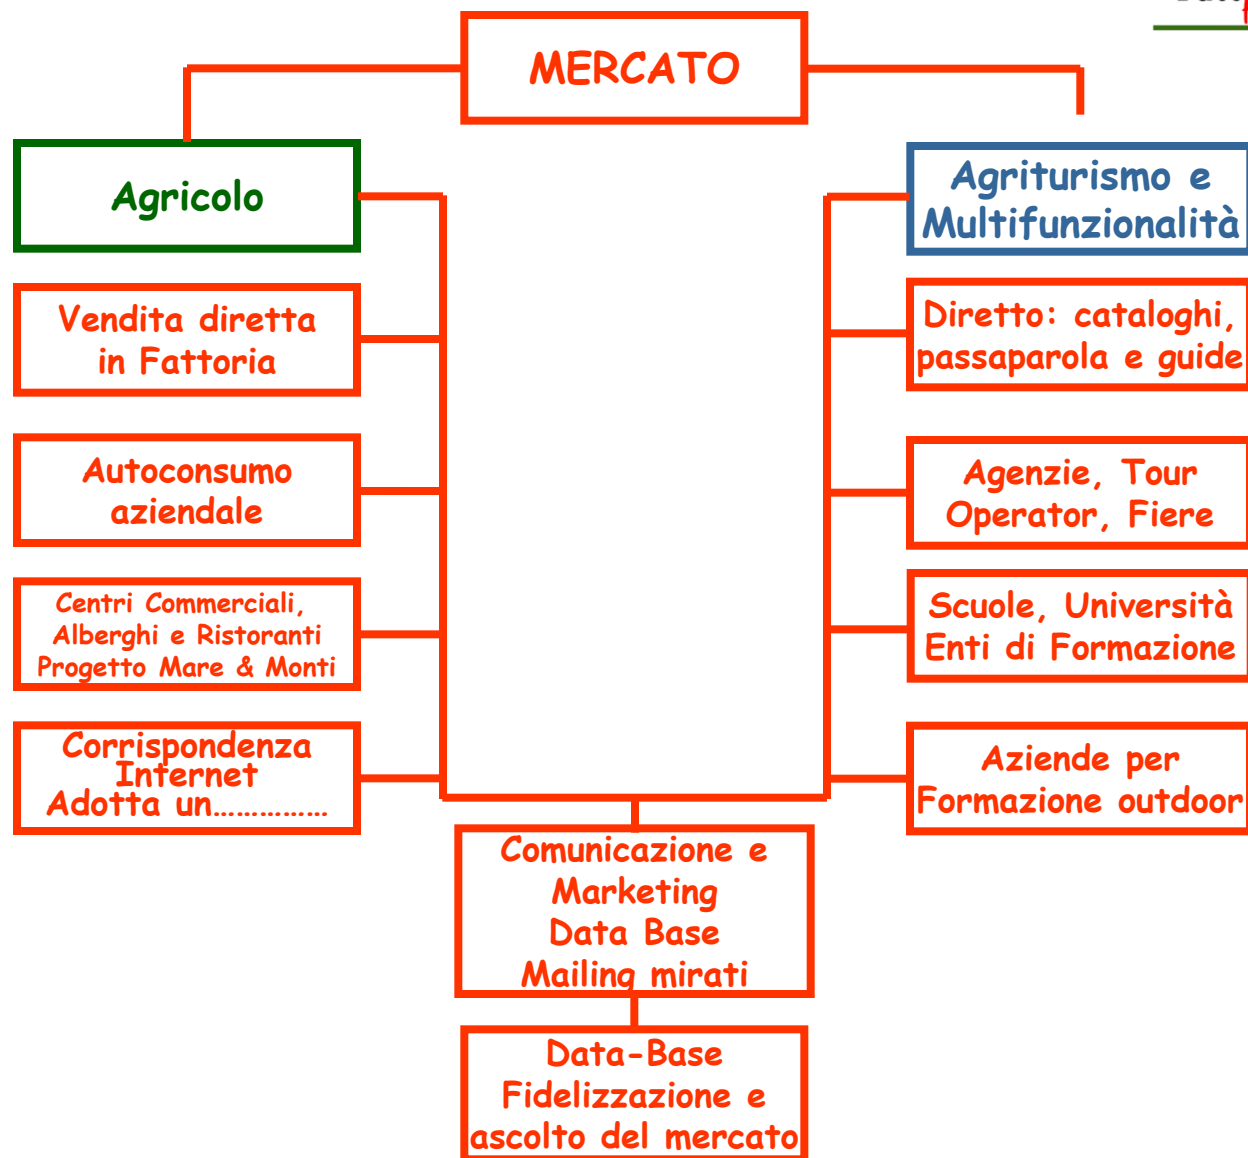 MERCATO
Agricolo
Agriturismo e
Multifunzionalità
Vendita diretta
in Fattoria
Diretto: cataloghi,
passaparola e guide
Autoconsumo
aziendale
Agenzie, Tour
Operator, Fiere
Centri Commerciali,
Alberghi e Ristoranti
Progetto Mare & Monti
Scuole, Università
Enti di Formazione
Corrispondenza
Internet
Adotta un……………
Aziende per
Formazione outdoor
Comunicazione e
Marketing
Data Base
Mailing mirati
Data-Base
Fidelizzazione e
ascolto del mercato